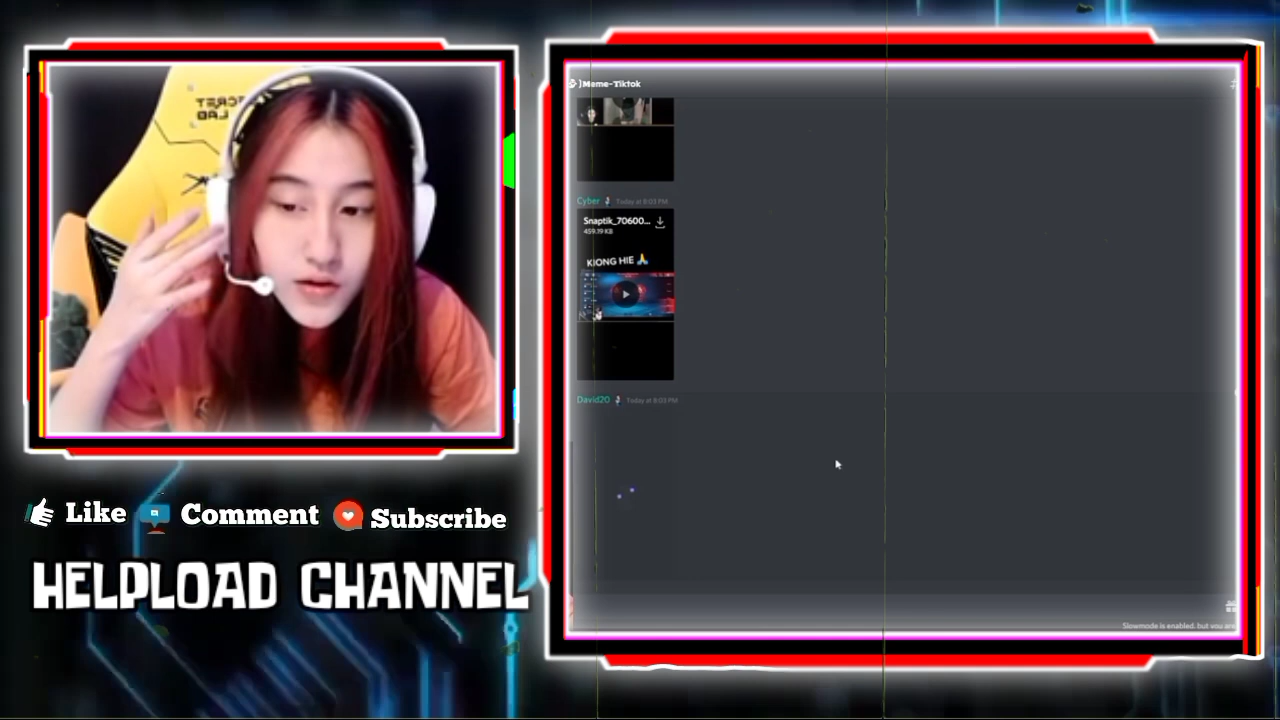 ]Meme-Tiktok
Cyber Today at 8:03 PM
Snaptik_70600...
459.19 KB
KIONG HIE 🙏
David20 Today at 8:03 PM
Slowmode is enabled, but you are
Like Comment Subscribe
HELPLOAD CHANNEL